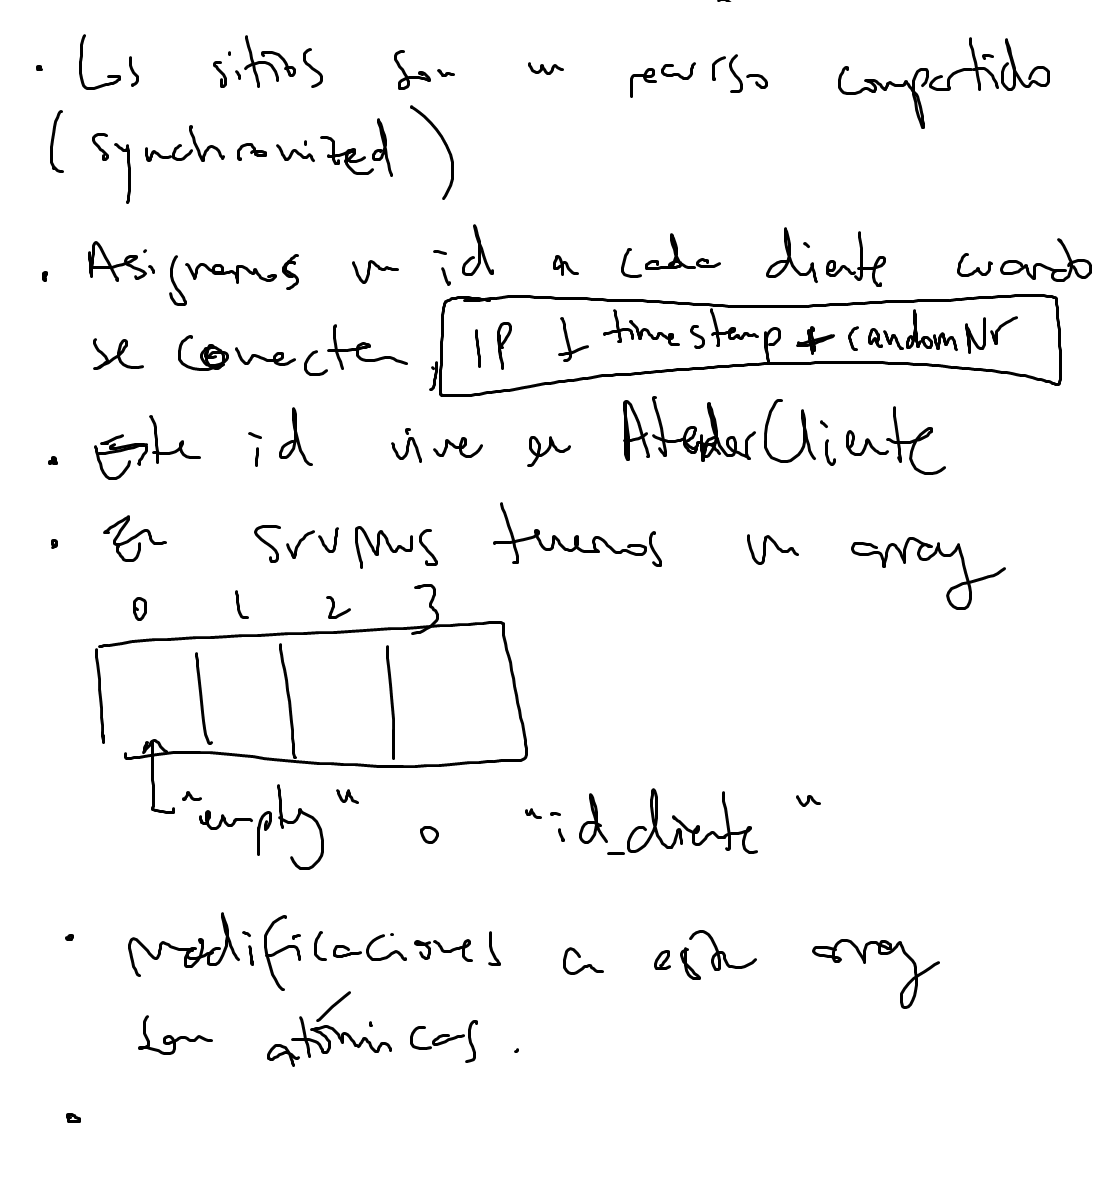 · Los sitios son un recurso compartido
(synchronized)
· Asignamos un id a cada cliente cuando
se conecten, IP + timestamp + randomNr
· Este id vive en AtenderCliente
· En srvMus tenemos un array
0 1 2 3
"empty" o "id_cliente"
· modificaciones a este array
son atómicas.
·